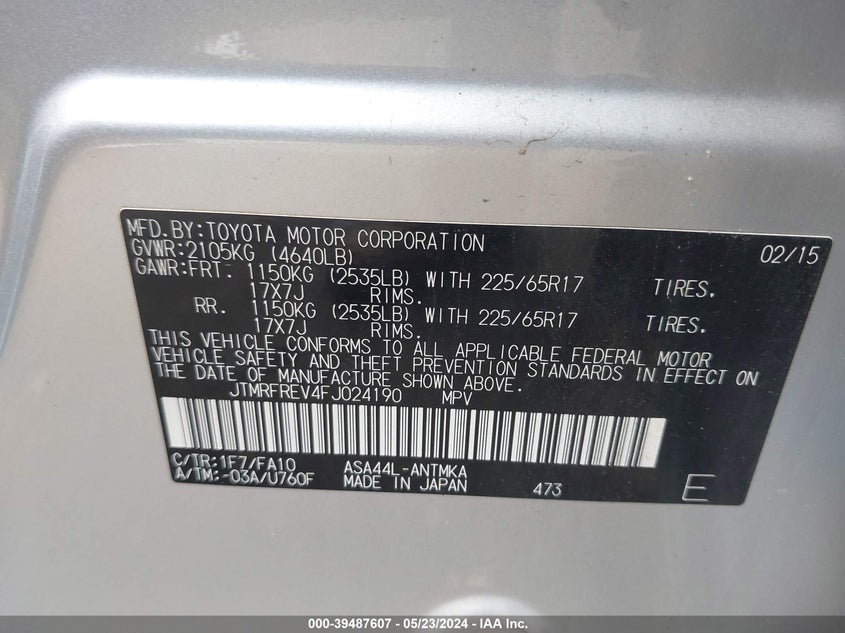 MFD.BY:TOYOTA MOTOR CORPORATION 02/15
GVWR:2105KG (4640LB)
GAWR:FRT. 1150KG (2535LB) WITH 225/65R17 TIRES.
17X7J RIMS.
RR. 1150KG (2535LB) WITH 225/65R17 TIRES.
17X7J RIMS.
THIS VEHICLE CONFORMS TO ALL APPLICABLE FEDERAL MOTOR
VEHICLE SAFETY AND THEFT PREVENTION STANDARDS IN EFFECT ON
THE DATE OF MANUFACTURE SHOWN ABOVE.
JTMRFREV4FJ024190 MPV
C/TR:1F7/FA10 ASA44L-ANTMKA
A/TM:-03A/U760F MADE IN JAPAN 473 E
000-39487607 - 05/23/2024 - IAA Inc.